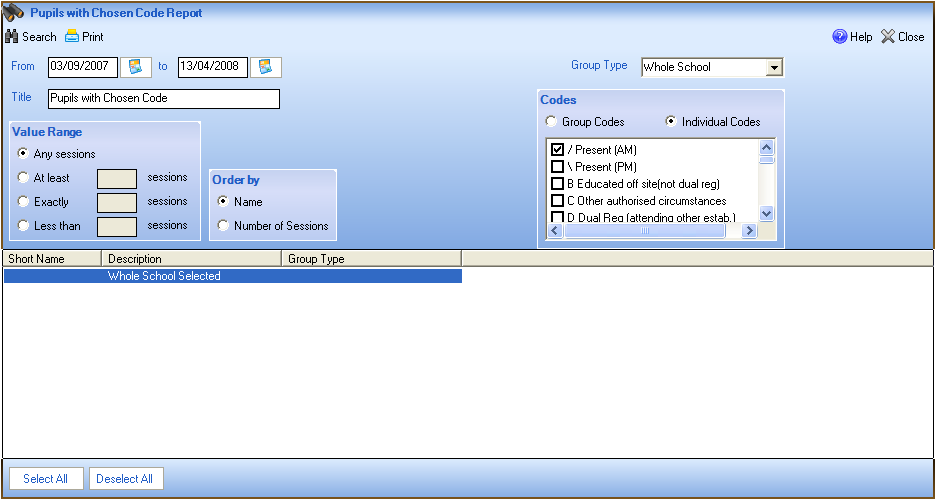 Pupils with Chosen Code Report
Search Print Help Close
From 03/09/2007 to 13/04/2008 Group Type Whole School
Title Pupils with Chosen Code
Codes
Group Codes Individual Codes
/ Present (AM)
\ Present (PM)
B Educated off site(not dual reg)
C Other authorised circumstances
D Dual Reg (attending other estab.)
Value Range
Any sessions
At least sessions
Exactly sessions
Less than sessions
Order by
Name
Number of Sessions
Short Name Description Group Type
Whole School Selected
Select All Deselect All